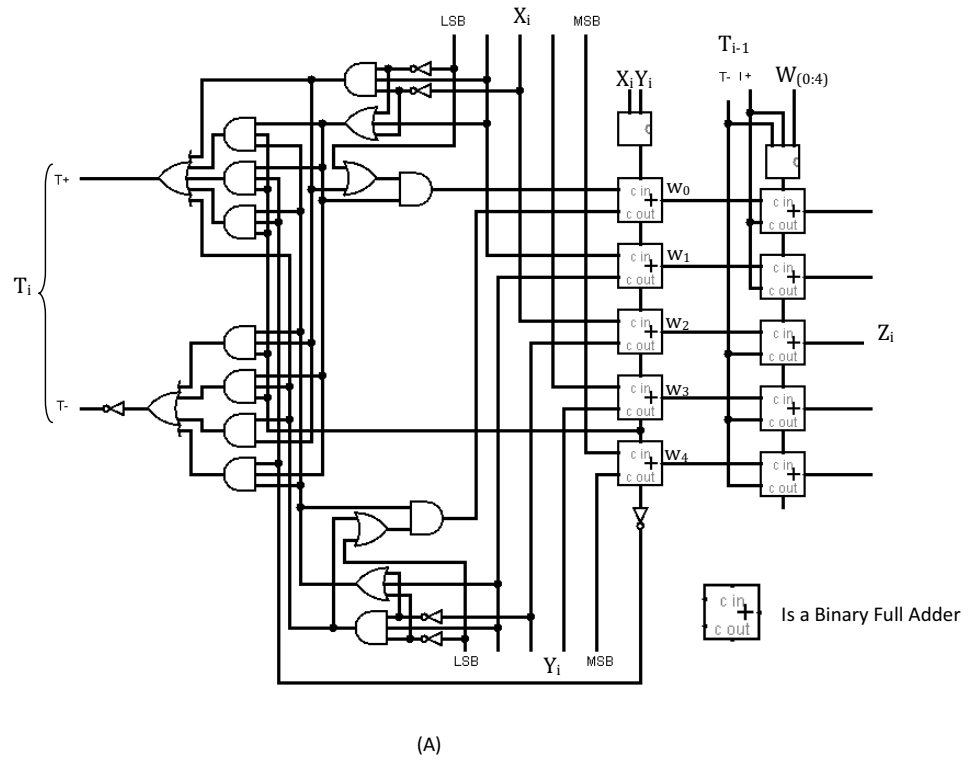 LSB
Xi
MSB
Ti-1
T- I+
XiYi
W(0:4)
c
c
T+
c in
+
c out
W0
c in
+
c out
c in
+
c out
W1
c in
+
c out
Ti
c in
+
c out
W2
c in
+
c out
Zi
c in
+
c out
W3
c in
+
c out
T-
c in
+
c out
W4
c in
+
c out
c in
+
c out
Is a Binary Full Adder
LSB
Yi
MSB
(A)